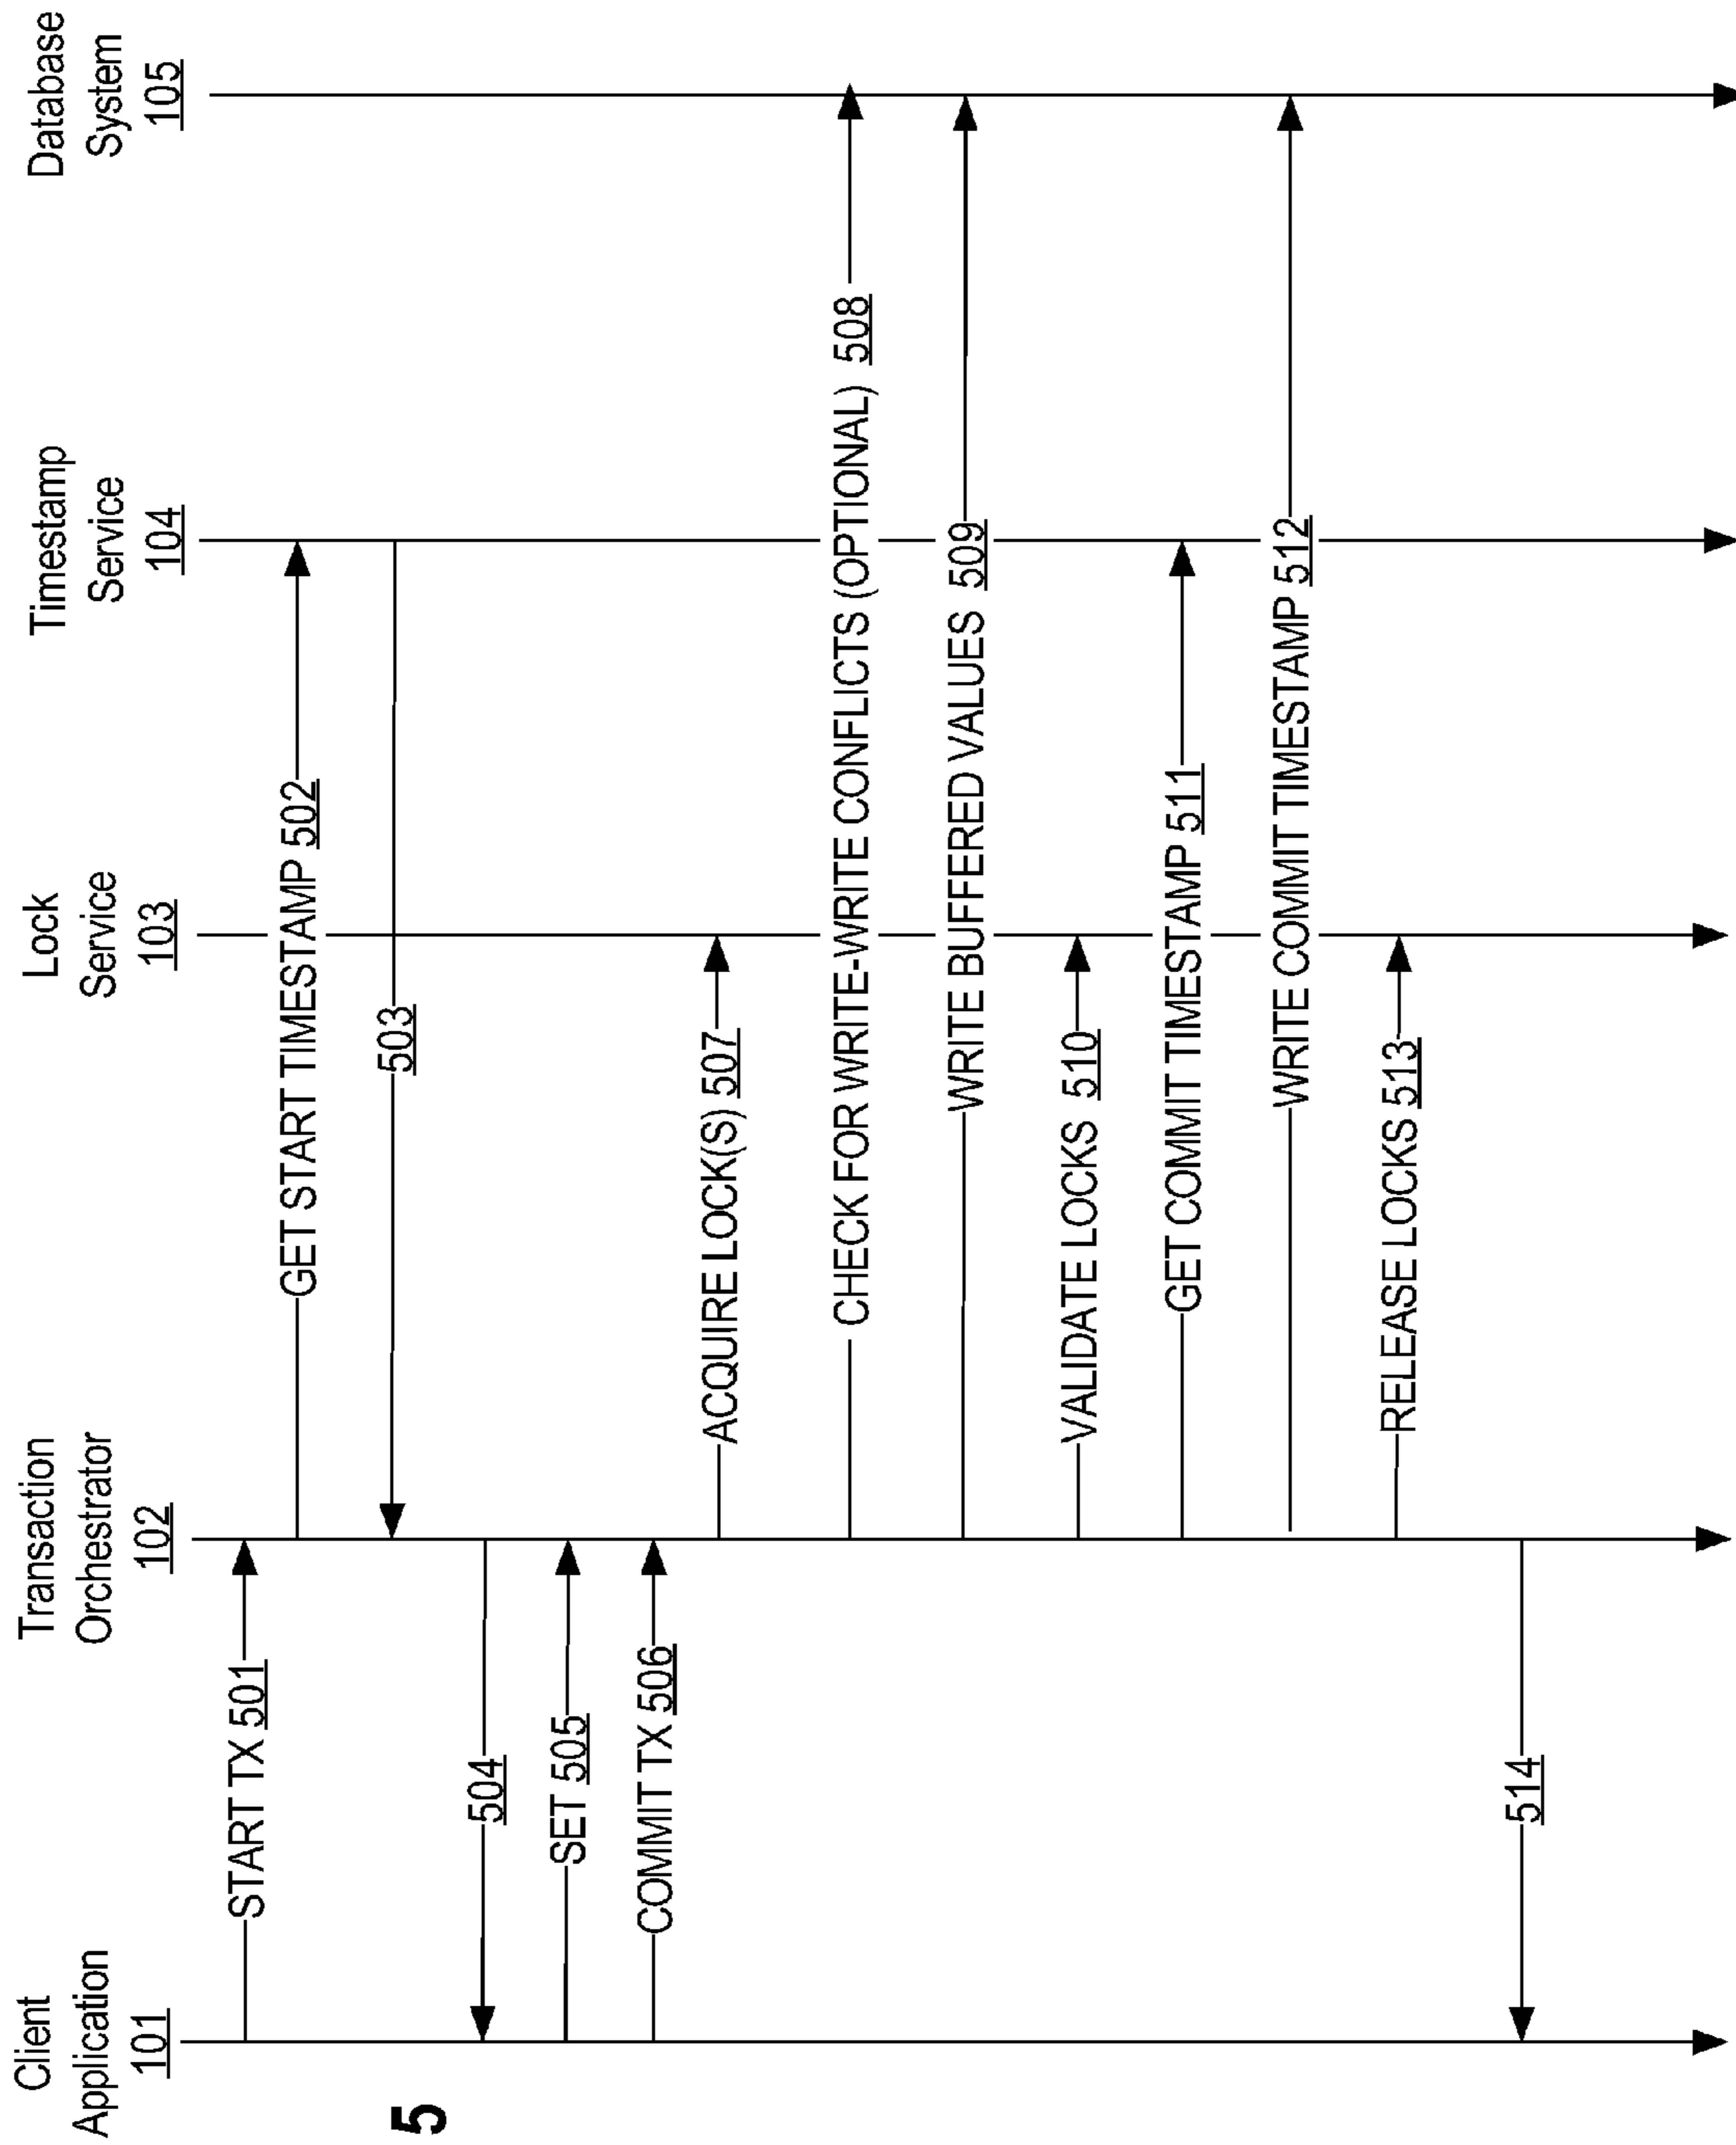 Client
Application
101
Transaction
Orchestrator
102
Lock
Service
103
Timestamp
Service
104
Database
System
105
START TX 501
GET START TIMESTAMP 502
503
504
SET 505
COMMIT TX 506
ACQUIRE LOCK(S) 507
CHECK FOR WRITE-WRITE CONFLICTS (OPTIONAL) 508
WRITE BUFFERED VALUES 509
VALIDATE LOCKS 510
GET COMMIT TIMESTAMP 511
WRITE COMMIT TIMESTAMP 512
RELEASE LOCKS 513
514
5